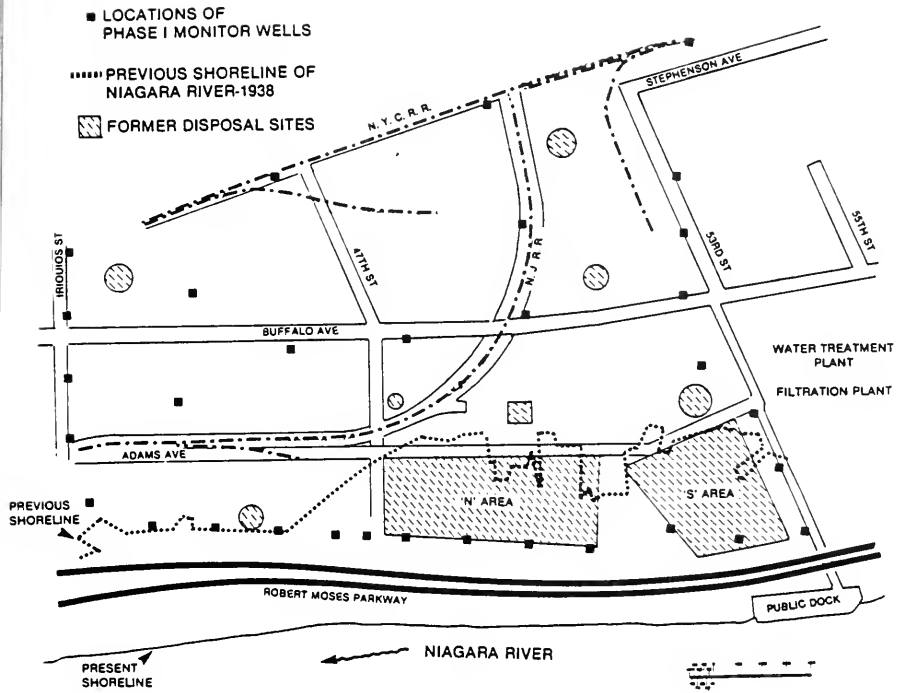 LOCATIONS OF
PHASE I MONITOR WELLS
PREVIOUS SHORELINE OF
NIAGARA RIVER-1938
FORMER DISPOSAL SITES
STEPHENSON AVE
N.Y.C.R.R.
IRIQUIOS ST
47TH ST
N.J.R.R
53RD ST
55TH ST
BUFFALO AVE
WATER TREATMENT
PLANT
FILTRATION PLANT
ADAMS AVE
'N' AREA
'S' AREA
PREVIOUS
SHORELINE
ROBERT MOSES PARKWAY
PUBLIC DOCK
NIAGARA RIVER
PRESENT
SHORELINE